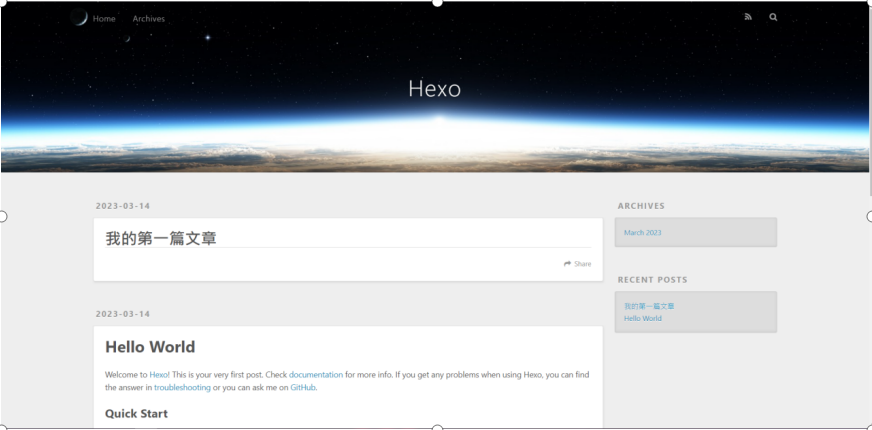 Home Archives
Hexo
2023-03-14
我的第一篇文章
Share
2023-03-14
Hello World
Welcome to Hexo! This is your very first post. Check documentation for more info. If you get any problems when using Hexo, you can find
the answer in troubleshooting or you can ask me on GitHub.
Quick Start
ARCHIVES
March 2023
RECENT POSTS
我的第一篇文章
Hello World